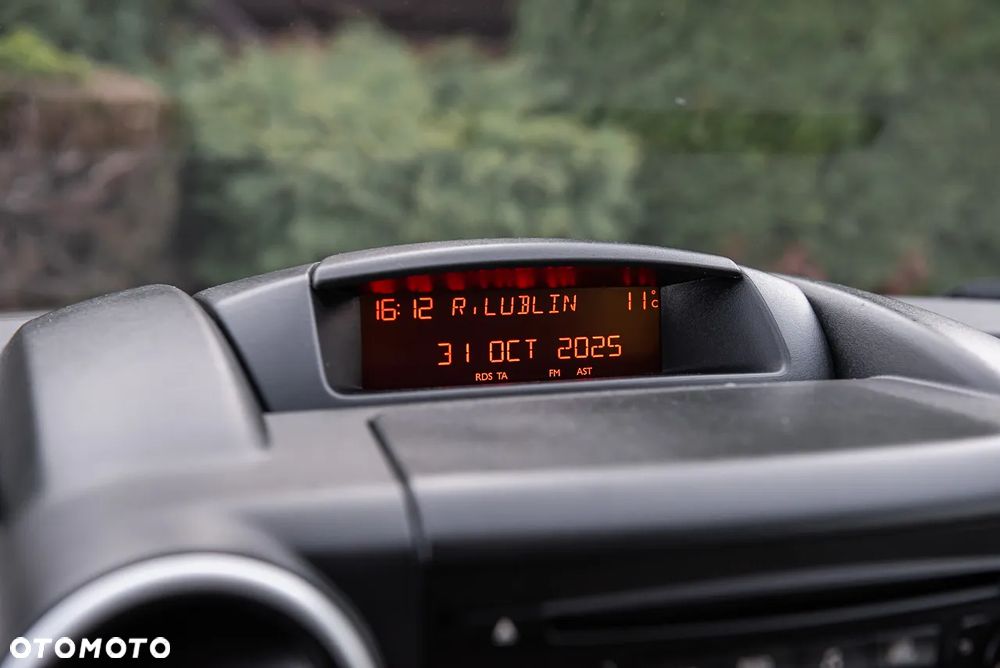 16:12 R.LUBLIN 11°C
31 OCT 2025
RDS TA FM AST
OTOMOTO